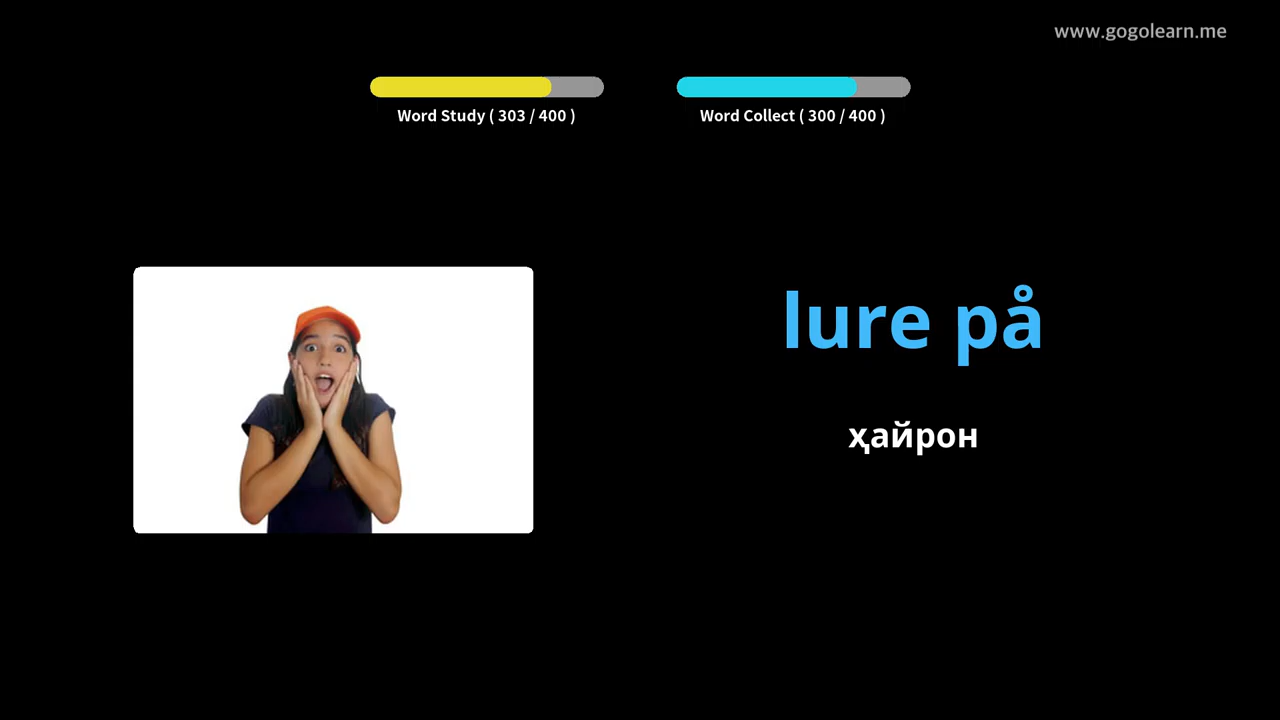 www.gogolearn.me
Word Study ( 303 / 400 )
Word Collect ( 300 / 400 )
lure på
ҳайрон